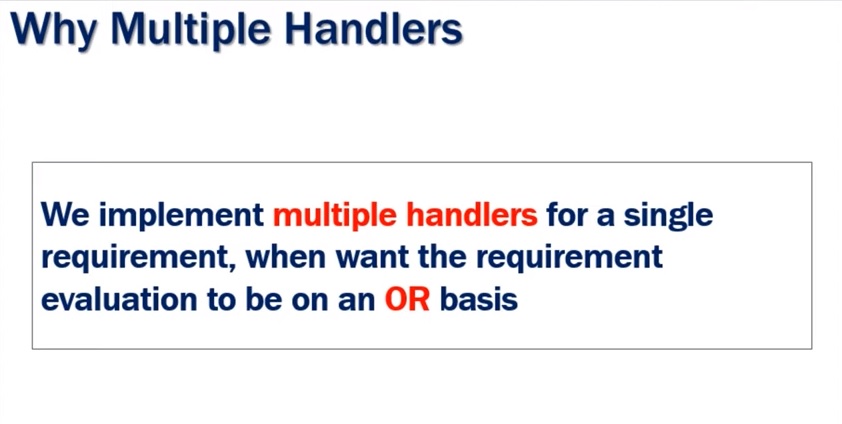 Why Multiple Handlers
We implement multiple handlers for a single
requirement, when want the requirement
evaluation to be on an OR basis